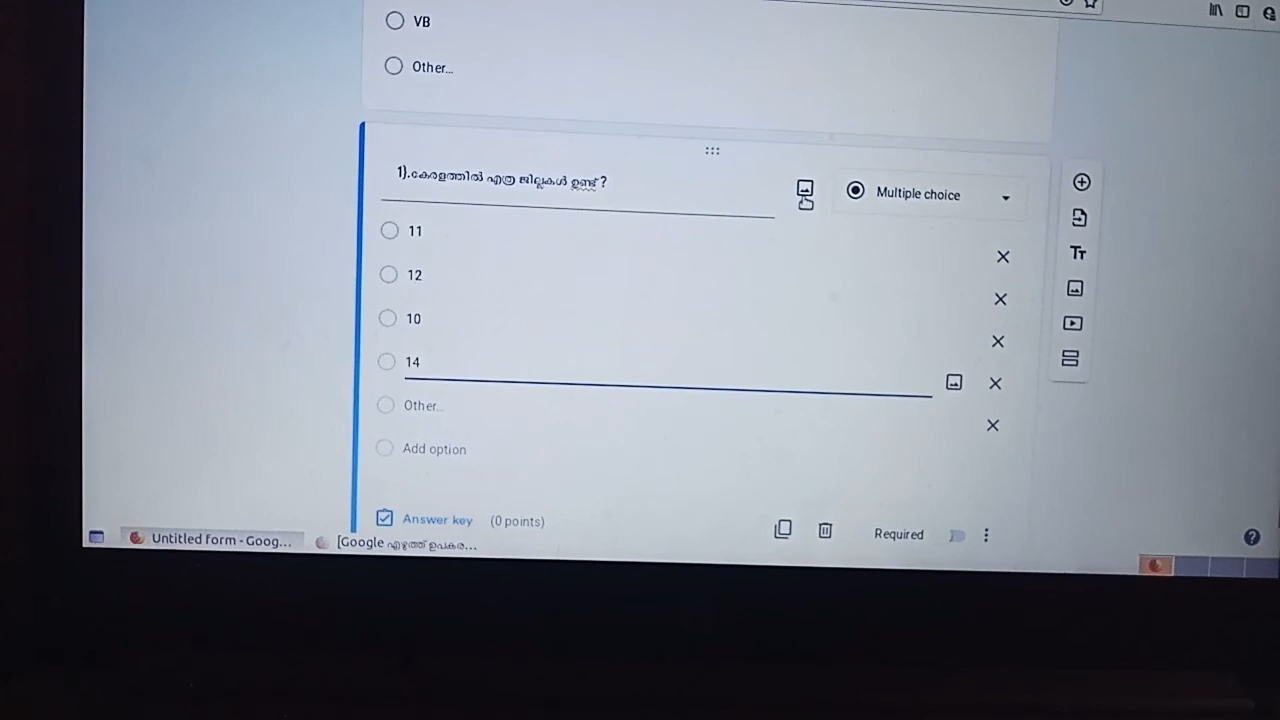 VB
Other...
1).കേരളത്തിൽ എത്ര ജില്ലകൾ ഉണ്ട് ?
Multiple choice
11
12
10
14
Other...
Add option
Answer key (0 points)
Required
Untitled form - Goog...
[Google എഴുത്ത് ഉപകര...